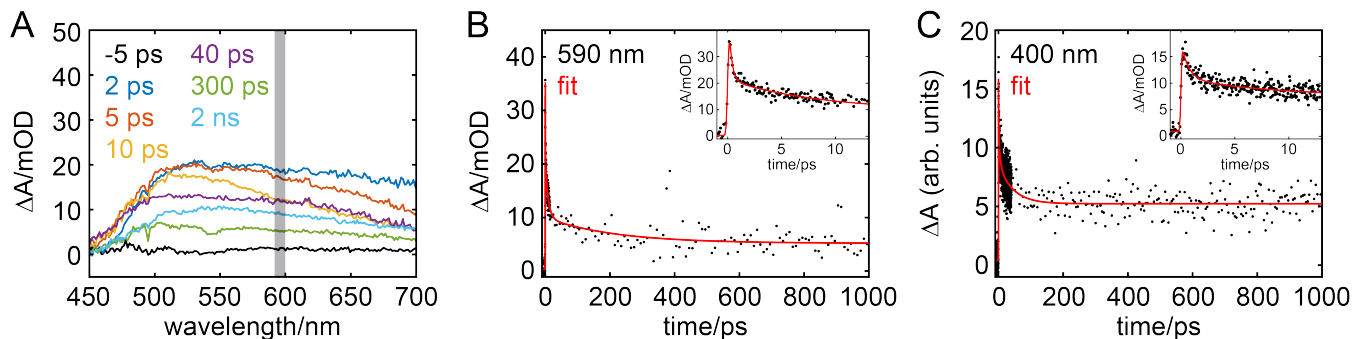 A
-5 ps
40 ps
2 ps
300 ps
5 ps
2 ns
10 ps
50
40
30
20
10
0
ΔA/mOD
450
500
550
600
650
700
wavelength/nm
B
590 nm
fit
40
30
20
10
0
ΔA/mOD
0
200
400
600
800
1000
time/ps
30
20
10
0
ΔA/mOD
0
5
10
time/ps
C
400 nm
fit
20
15
10
5
0
ΔA (arb. units)
0
200
400
600
800
1000
time/ps
15
10
5
0
ΔA/mOD
0
5
10
time/ps